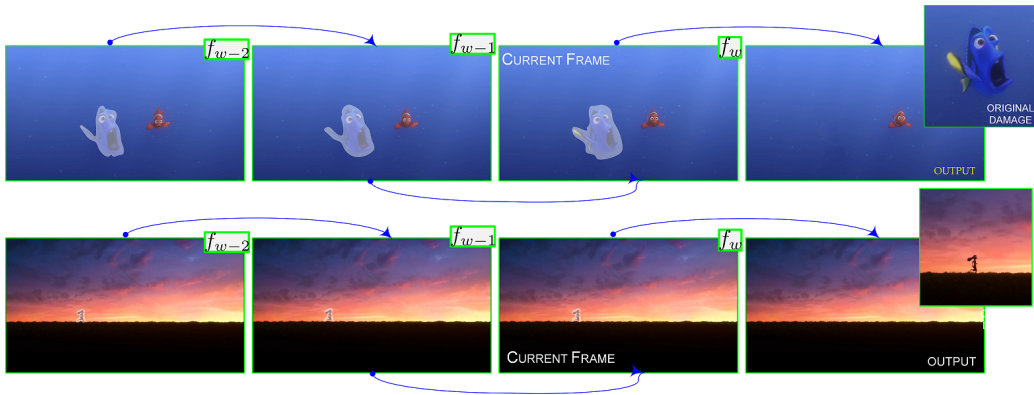 f_{w-2}
f_{w-1}
CURRENT FRAME
f_w
ORIGINAL
DAMAGE
OUTPUT
f_{w-2}
f_{w-1}
f_w
CURRENT FRAME
OUTPUT